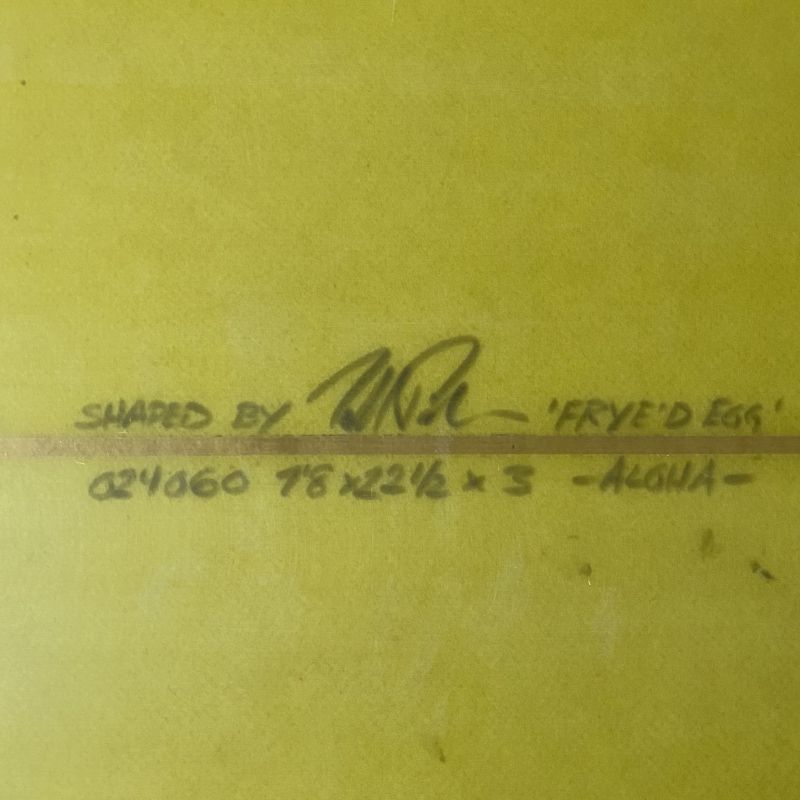 SHAPED BY 'FRYE'D EGG'
024060 7'8 x 22 1/2 x 3 -ALOHA-